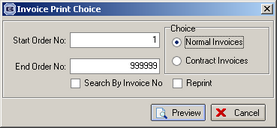 Invoice Print Choice
Start Order No: 1
End Order No: 999999
Choice
Normal Invoices
Contract Invoices
Search By Invoice No
Reprint
Preview
Cancel